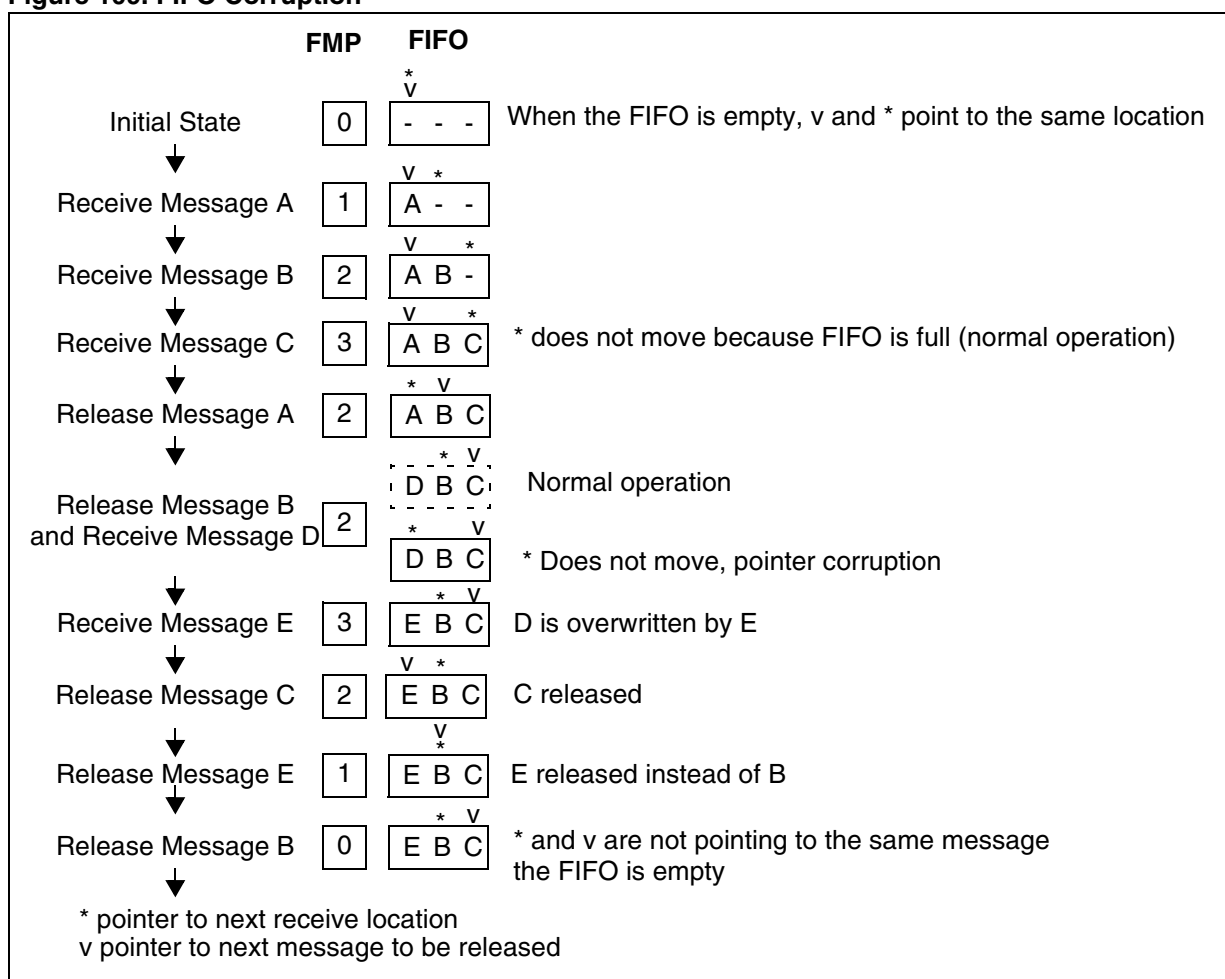 FMP FIFO
*
v
Initial State 0 - - - When the FIFO is empty, v and * point to the same location
v *
Receive Message A 1 A - -
v *
Receive Message B 2 A B -
v *
Receive Message C 3 A B C * does not move because FIFO is full (normal operation)
* v
Release Message A 2 A B C
* v
D B C Normal operation
Release Message B
and Receive Message D 2
* v
D B C * Does not move, pointer corruption
* v
Receive Message E 3 E B C D is overwritten by E
v *
Release Message C 2 E B C C released
v
*
Release Message E 1 E B C E released instead of B
* v
Release Message B 0 E B C * and v are not pointing to the same message
the FIFO is empty
* pointer to next receive location
v pointer to next message to be released